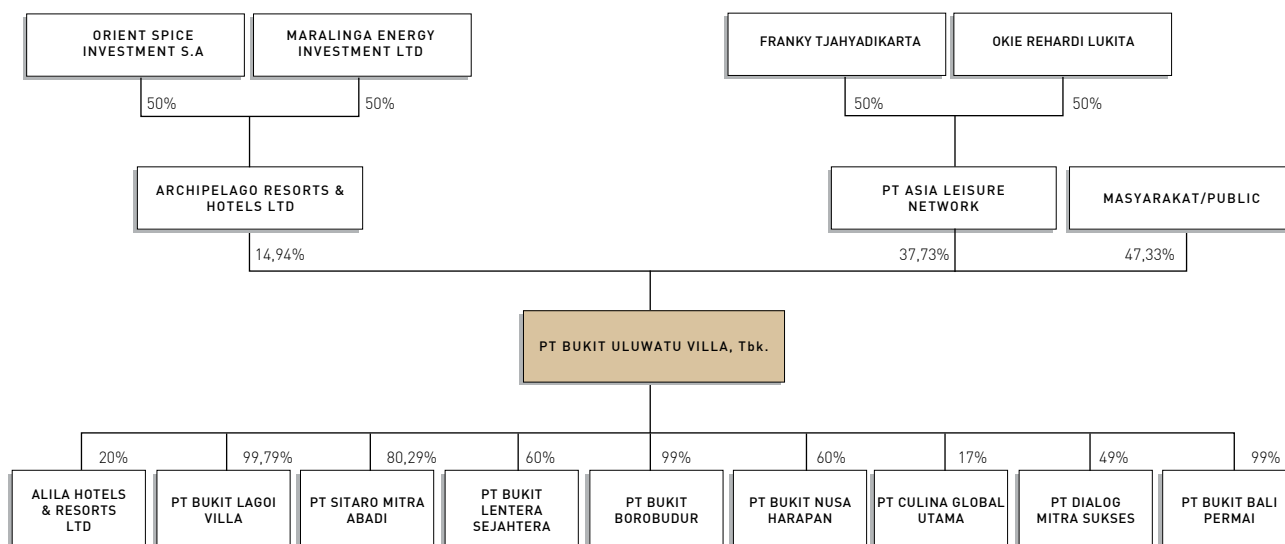 ORIENT SPICE
INVESTMENT S.A
MARALINGA ENERGY
INVESTMENT LTD
FRANKY TJAHYADIKARTA
OKIE REHARDI LUKITA
50%
50%
50%
50%
ARCHIPELAGO RESORTS &
HOTELS LTD
PT ASIA LEISURE
NETWORK
MASYARAKAT/PUBLIC
14,94%
37,73%
47,33%
PT BUKIT ULUWATU VILLA, Tbk.
20%
99,79%
80,29%
60%
99%
60%
17%
49%
99%
ALILA HOTELS
& RESORTS
LTD
PT BUKIT LAGOI
VILLA
PT SITARO MITRA
ABADI
PT BUKIT
LENTERA
SEJAHTERA
PT BUKIT
BOROBUDUR
PT BUKIT NUSA
HARAPAN
PT CULINA GLOBAL
UTAMA
PT DIALOG
MITRA SUKSES
PT BUKIT BALI
PERMAI